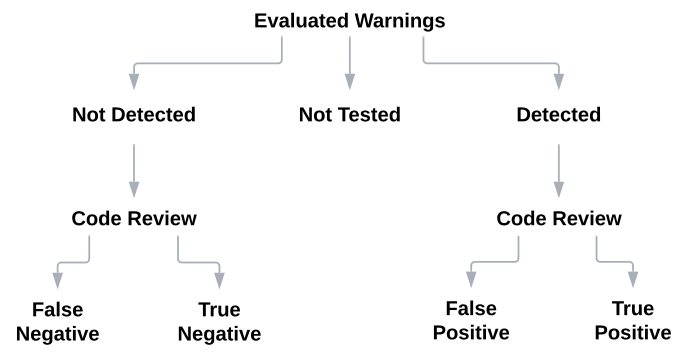 Evaluated Warnings
Not Detected
Not Tested
Detected
Code Review
Code Review
False
Negative
True
Negative
False
Positive
True
Positive